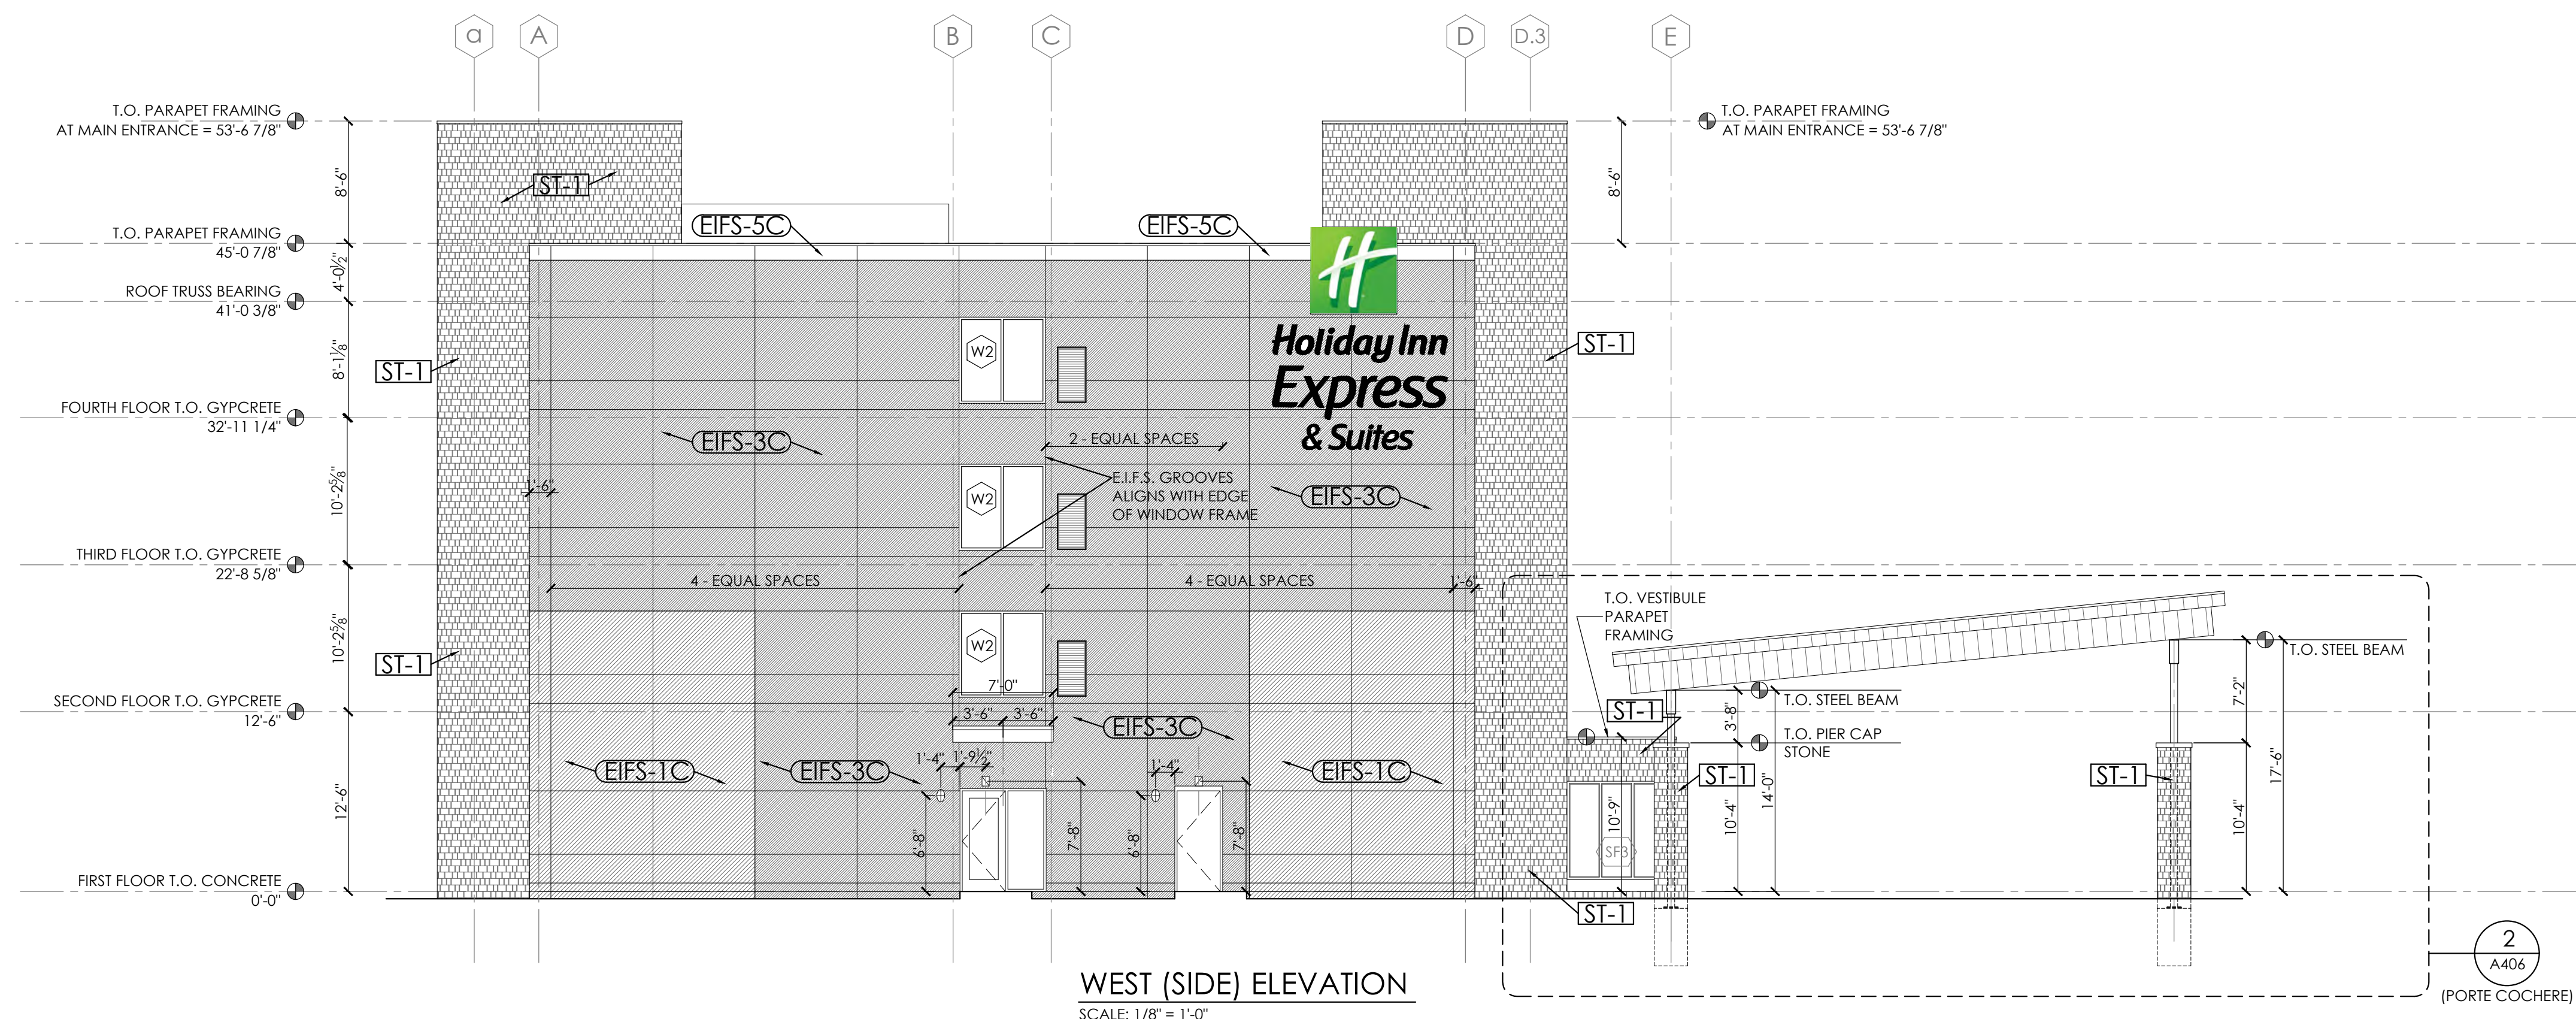 a
A
B
C
D
D.3
E
T.O. PARAPET FRAMING
AT MAIN ENTRANCE = 53'-6 7/8"
T.O. PARAPET FRAMING
AT MAIN ENTRANCE = 53'-6 7/8"
8'-6"
8'-6"
ST-1
EIFS-5C
EIFS-5C
T.O. PARAPET FRAMING
45'-0 7/8"
4'-0½"
ROOF TRUSS BEARING
41'-0 3/8"
8'-1⅛"
H
Holiday Inn
Express
& Suites
W2
ST-1
ST-1
FOURTH FLOOR T.O. GYPCRETE
32'-11 1/4"
EIFS-3C
2 - EQUAL SPACES
10'-2⅝"
1'-6"
W2
E.I.F.S. GROOVES
ALIGNS WITH EDGE
OF WINDOW FRAME
EIFS-3C
THIRD FLOOR T.O. GYPCRETE
22'-8 5/8"
4 - EQUAL SPACES
4 - EQUAL SPACES
1'-6"
10'-2⅝"
ST-1
W2
T.O. VESTIBULE
PARAPET
FRAMING
T.O. STEEL BEAM
7'-0"
3'-6"
3'-6"
SECOND FLOOR T.O. GYPCRETE
12'-6"
EIFS-3C
ST-1
3'-8"
T.O. STEEL BEAM
7'-2"
T.O. PIER CAP
STONE
1'-4"
1'-9½"
1'-4"
EIFS-1C
EIFS-3C
EIFS-1C
ST-1
ST-1
17'-6"
12'-6"
6'-8"
7'-8"
6'-8"
7'-8"
10'-9"
10'-4"
14'-0"
10'-4"
SF3
FIRST FLOOR T.O. CONCRETE
0'-0"
ST-1
2
A406
(PORTE COCHERE)
WEST (SIDE) ELEVATION
SCALE: 1/8" = 1'-0"